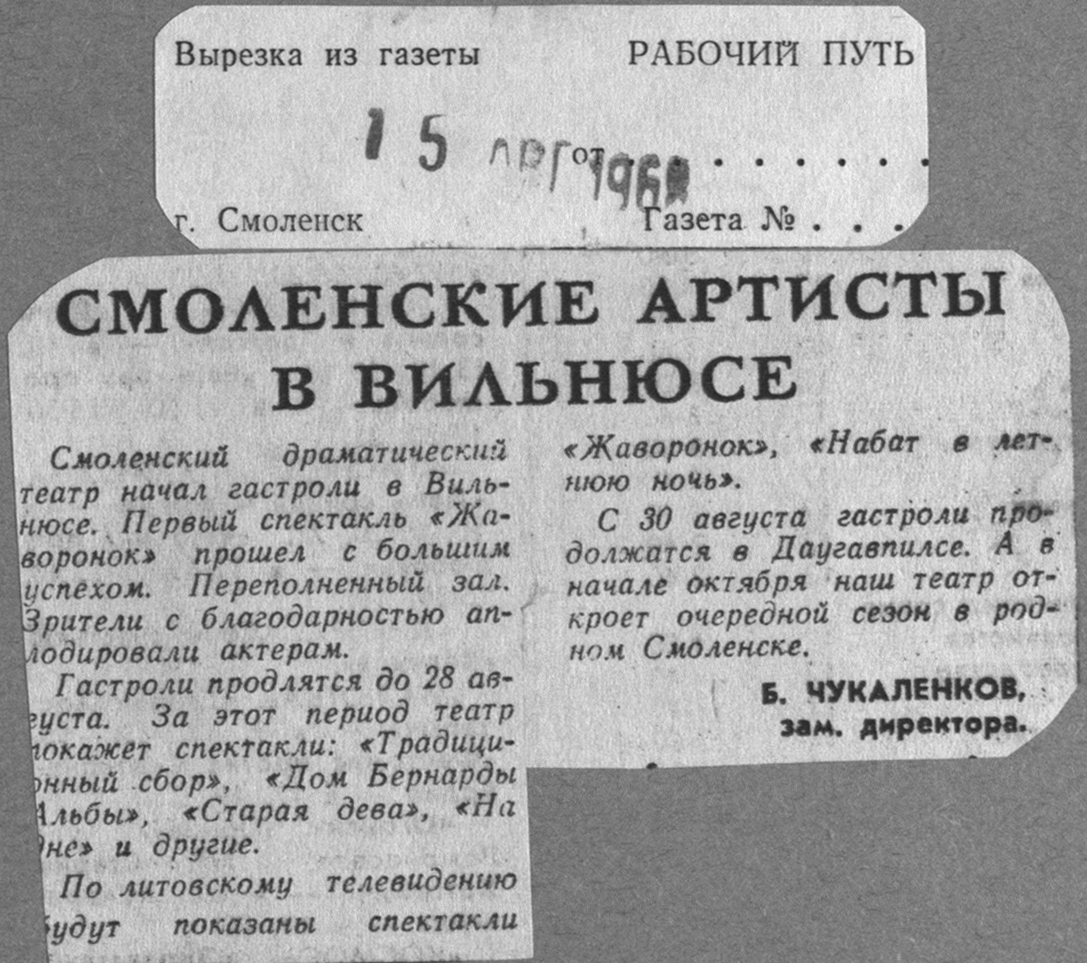 Вырезка из газеты РАБОЧИЙ ПУТЬ
15 АВГ от . . . . . . . .
г. Смоленск Газета № . . .
СМОЛЕНСКИЕ АРТИСТЫ
В ВИЛЬНЮСЕ
Смоленский драматический
театр начал гастроли в Виль-
нюсе. Первый спектакль «Жа-
воронок» прошел с большим
успехом. Переполненный зал.
Зрители с благодарностью ап-
лодировали актерам.
Гастроли продлятся до 28 ав-
густа. За этот период театр
покажет спектакли: «Традици-
онный сбор», «Дом Бернарды
Альбы», «Старая дева», «На
дне» и другие.
По литовскому телевидению
будут показаны спектакли
«Жаворонок», «Набат в лет-
нюю ночь».
С 30 августа гастроли про-
должатся в Даугавпилсе. А в
начале октября наш театр от-
кроет очередной сезон в род-
ном Смоленске.
Б. ЧУКАЛЕНКОВ,
зам. директора.